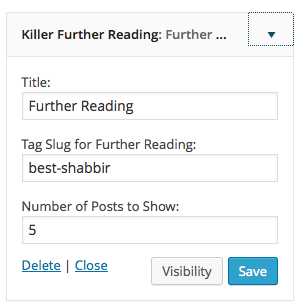 Killer Further Reading: Further ...
Title:
Further Reading
Tag Slug for Further Reading:
best-shabbir
Number of Posts to Show:
5
Delete | Close Visibility Save